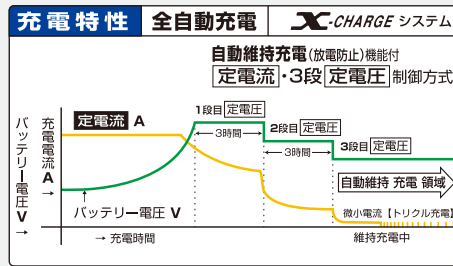 充電特性 全自動充電 X-CHARGE システム
自動維持充電(放電防止)機能付
定電流・3段定電圧制御方式
定電流 A
1段目 定電圧
2段目 定電圧
3段目 定電圧
3時間
3時間
充電電流A→
バッテリー電圧V→
バッテリー電圧 V
自動維持 充電 領域
微小電流【トリクル充電】
→ 充電時間
維持充電中